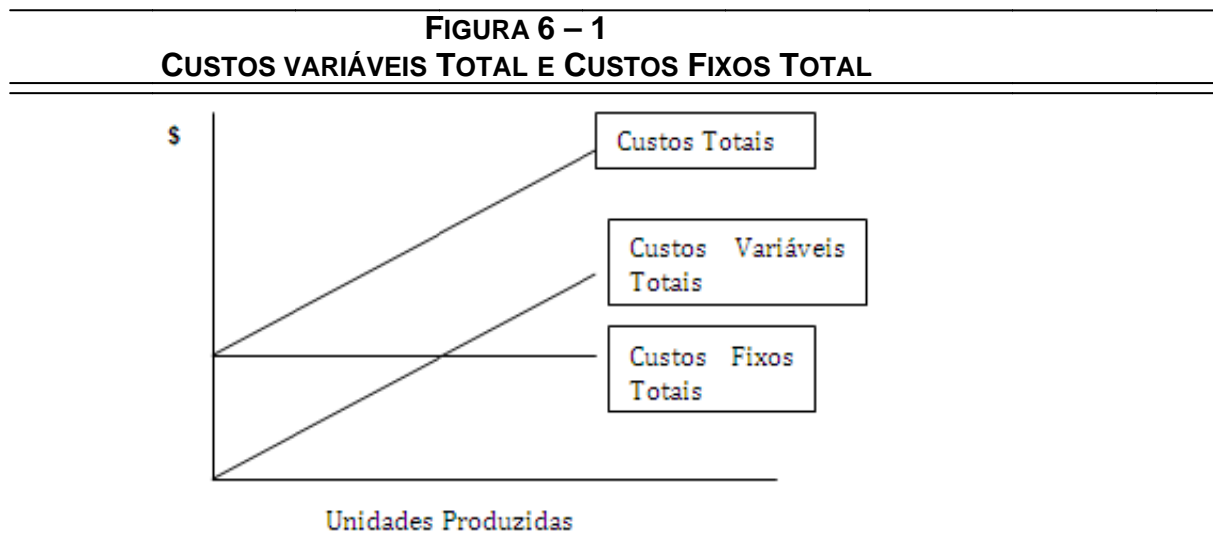 FIGURA 6 – 1
CUSTOS VARIÁVEIS TOTAL E CUSTOS FIXOS TOTAL
$
Custos Totais
Custos Variáveis
Totais
Custos Fixos
Totais
Unidades Produzidas